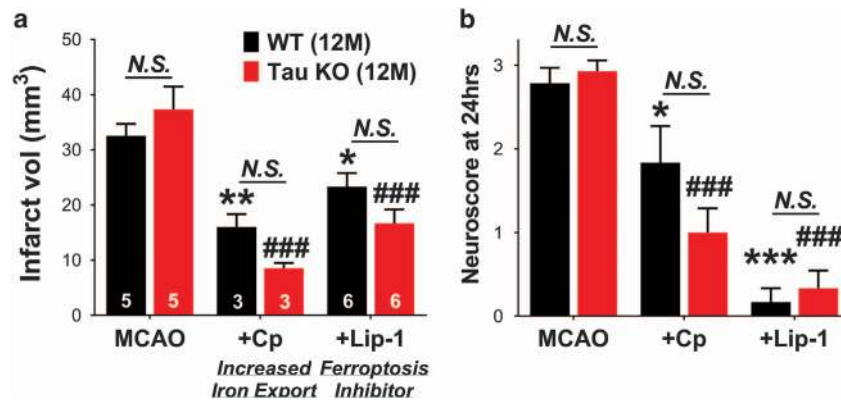 a
Infarct vol (mm³)
50
40
30
20
10
0
WT (12M)
Tau KO (12M)
N.S.
N.S.
N.S.
**
###
*
###
5
5
3
3
6
6
MCAO
+Cp
+Lip-1
Increased
Iron Export
Ferroptosis
Inhibitor
b
Neuroscore at 24hrs
3
2
1
0
N.S.
N.S.
N.S.
*
###
***
###
MCAO
+Cp
+Lip-1